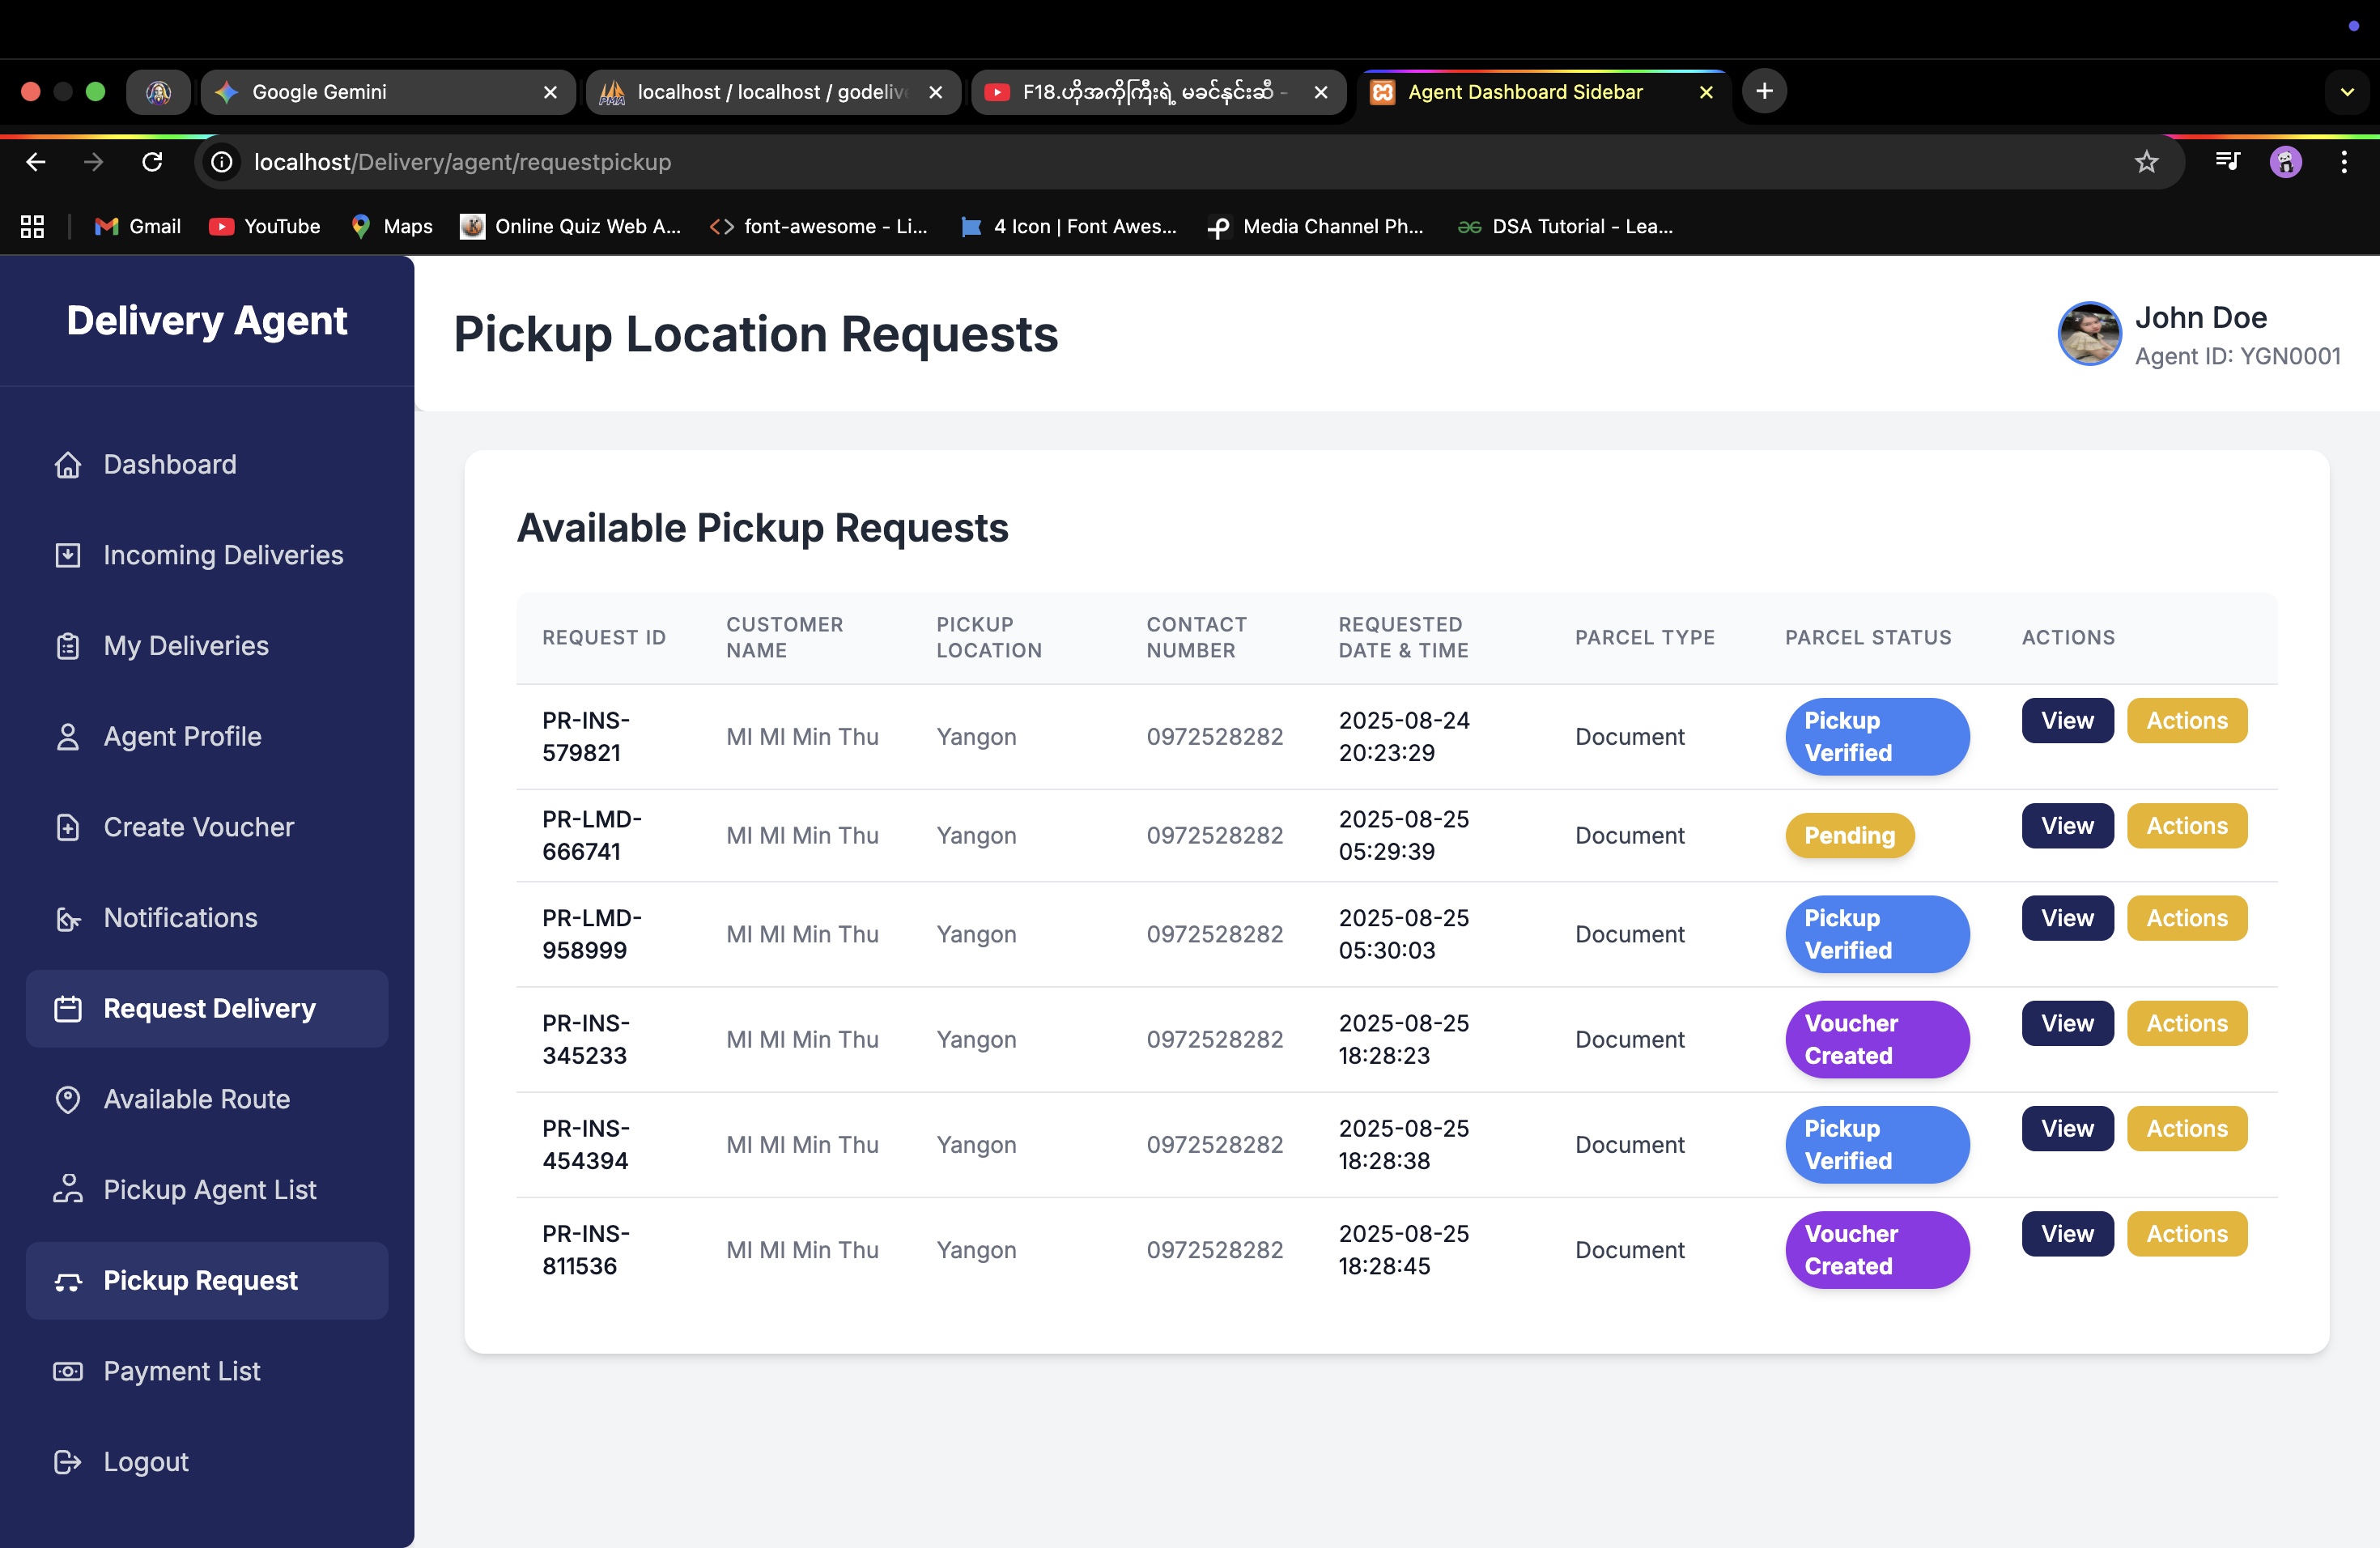 Google Gemini
localhost / localhost / godelive
F18.ဟိုအကိုကြီးရဲ့ မခင်နှင်းဆီ -
Agent Dashboard Sidebar
localhost/Delivery/agent/requestpickup
Gmail
YouTube
Maps
Online Quiz Web A...
font-awesome - Li...
4 Icon | Font Awes...
Media Channel Ph...
DSA Tutorial - Lea...
Delivery Agent
Dashboard
Incoming Deliveries
My Deliveries
Agent Profile
Create Voucher
Notifications
Request Delivery
Available Route
Pickup Agent List
Pickup Request
Payment List
Logout
Pickup Location Requests
John Doe
Agent ID: YGN0001
Available Pickup Requests
REQUEST ID
CUSTOMER
NAME
PICKUP
LOCATION
CONTACT
NUMBER
REQUESTED
DATE & TIME
PARCEL TYPE
PARCEL STATUS
ACTIONS
PR-INS-
579821
MI MI Min Thu
Yangon
0972528282
2025-08-24
20:23:29
Document
Pickup
Verified
View
Actions
PR-LMD-
666741
MI MI Min Thu
Yangon
0972528282
2025-08-25
05:29:39
Document
Pending
View
Actions
PR-LMD-
958999
MI MI Min Thu
Yangon
0972528282
2025-08-25
05:30:03
Document
Pickup
Verified
View
Actions
PR-INS-
345233
MI MI Min Thu
Yangon
0972528282
2025-08-25
18:28:23
Document
Voucher
Created
View
Actions
PR-INS-
454394
MI MI Min Thu
Yangon
0972528282
2025-08-25
18:28:38
Document
Pickup
Verified
View
Actions
PR-INS-
811536
MI MI Min Thu
Yangon
0972528282
2025-08-25
18:28:45
Document
Voucher
Created
View
Actions